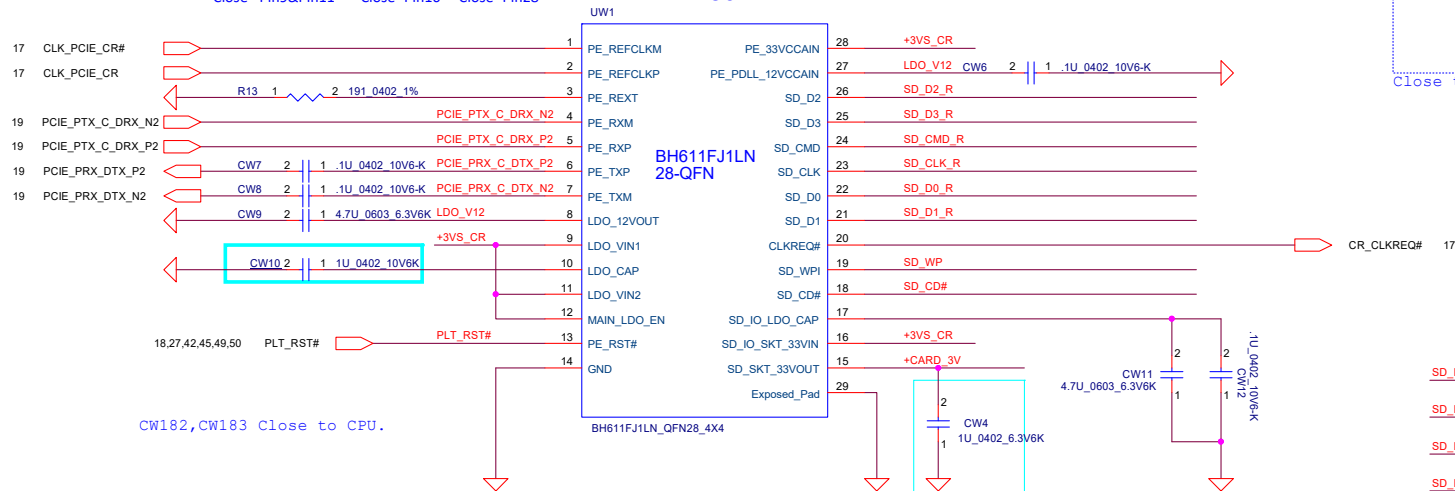 UW1
17 CLK_PCIE_CR# 1 PE_REFCLKM PE_33VCCAIN 28 +3VS_CR
17 CLK_PCIE_CR 2 PE_REFCLKP PE_PDLL_12VCCAIN 27 LDO_V12 CW6 2 1 .1U_0402_10V6-K
R13 1 2 191_0402_1% 3 PE_REXT SD_D2 26 SD_D2_R
Close
19 PCIE_PTX_C_DRX_N2 PCIE_PTX_C_DRX_N2 4 PE_RXM SD_D3 25 SD_D3_R
19 PCIE_PTX_C_DRX_P2 PCIE_PTX_C_DRX_P2 5 PE_RXP SD_CMD 24 SD_CMD_R
BH611FJ1LN
28-QFN
19 PCIE_PRX_DTX_P2 CW7 2 1 .1U_0402_10V6-K PCIE_PRX_C_DTX_P2 6 PE_TXP SD_CLK 23 SD_CLK_R
19 PCIE_PRX_DTX_N2 CW8 2 1 .1U_0402_10V6-K PCIE_PRX_C_DTX_N2 7 PE_TXM SD_D0 22 SD_D0_R
CW9 2 1 4.7U_0603_6.3V6K LDO_V12 8 LDO_12VOUT SD_D1 21 SD_D1_R
+3VS_CR 9 LDO_VIN1 CLKREQ# 20 CR_CLKREQ# 17
CW10 2 1 1U_0402_10V6K 10 LDO_CAP SD_WPI 19 SD_WP
11 LDO_VIN2 SD_CD# 18 SD_CD#
12 MAIN_LDO_EN SD_IO_LDO_CAP 17
18,27,42,45,49,50 PLT_RST# PLT_RST# 13 PE_RST# SD_IO_SKT_33VIN 16 +3VS_CR
14 GND SD_SKT_33VOUT 15 +CARD_3V
Exposed_Pad 29
2 CW11 1 4.7U_0603_6.3V6K
2 CW12 1 .1U_0402_10V6-K
2 CW4 1 1U_0402_6.3V6K
CW182,CW183 Close to CPU.
BH611FJ1LN_QFN28_4X4